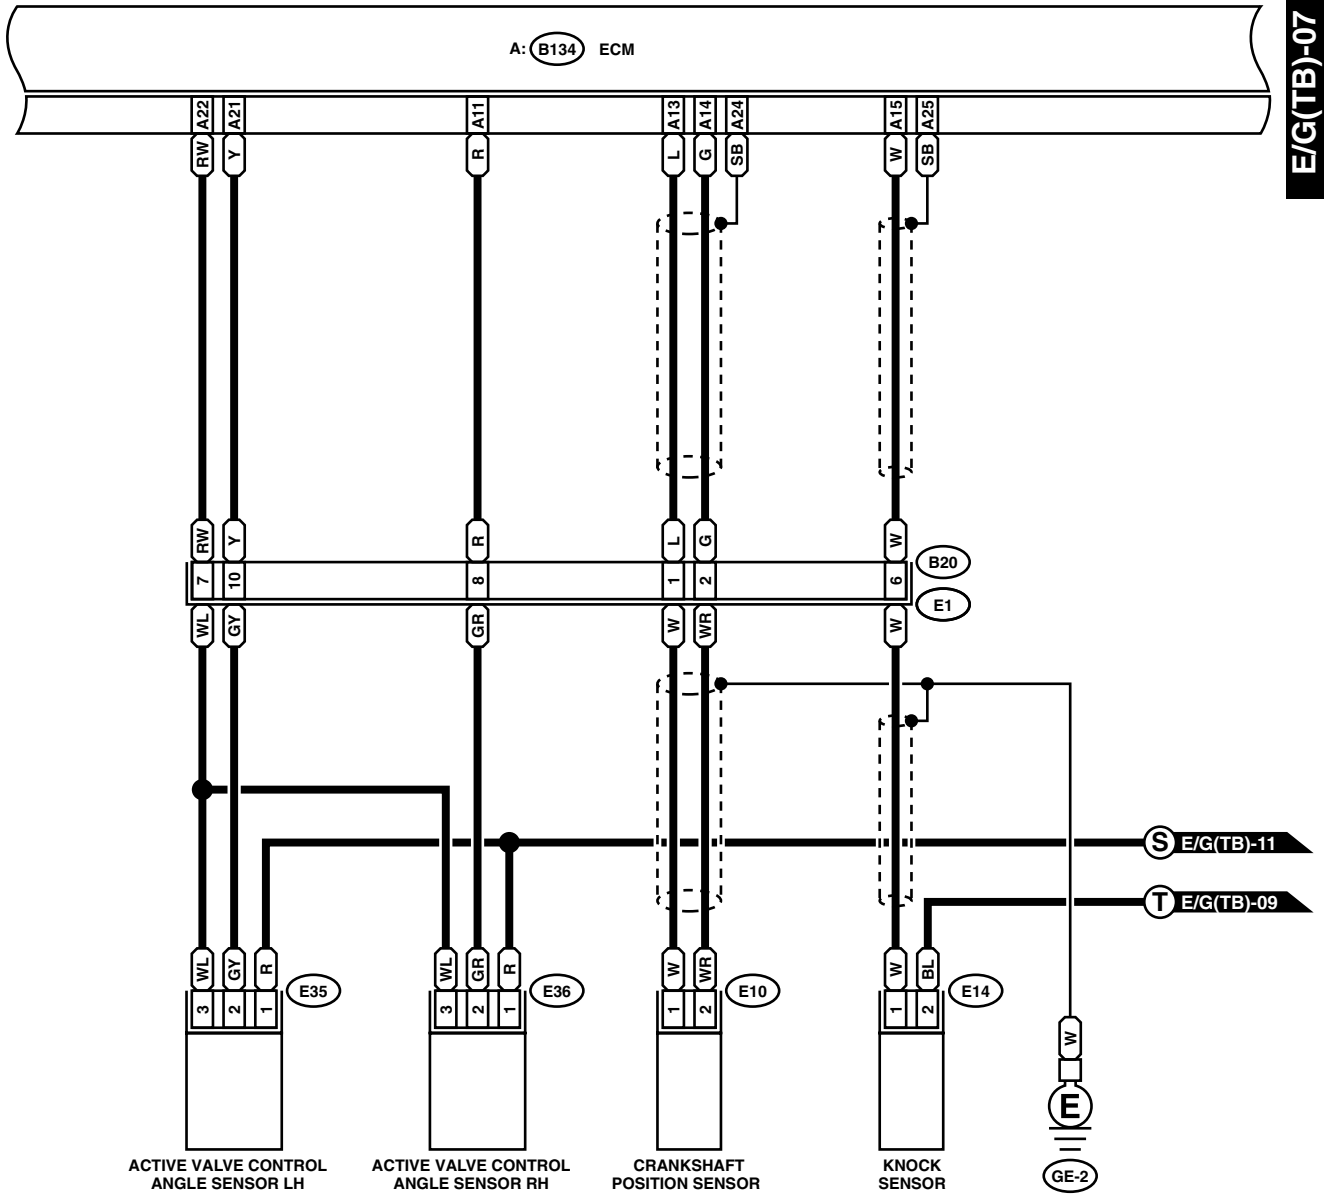 E/G(TB)-07
A: B134 ECM
A22 A21 A11 A13 A14 A24 A15 A25
RW Y R L G SB W SB
RW Y R L G W
B20
7 10 8 1 2 6
E1
WL GY GR W WR W
S E/G(TB)-11
T E/G(TB)-09
WL GY R WL GR R W WR W BL
E35 E36 E10 E14
3 2 1 3 2 1 1 2 1 2
W
E
GE-2
ACTIVE VALVE CONTROL
ANGLE SENSOR LH
ACTIVE VALVE CONTROL
ANGLE SENSOR RH
CRANKSHAFT
POSITION SENSOR
KNOCK
SENSOR